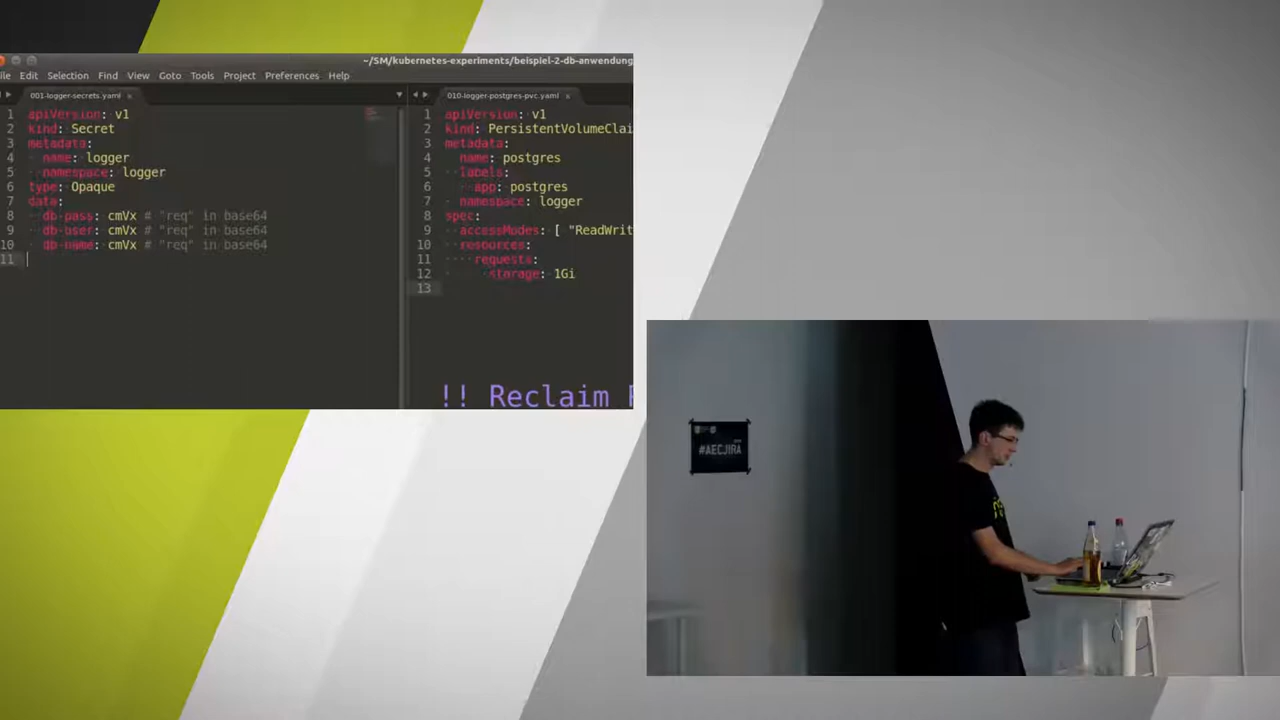 ~/SM/kubernetes-experiments/beispiel-2-db-anwendung
Edit Selection Find View Goto Tools Project Preferences Help
001-logger-secrets.yaml ×
1 apiVersion: v1
2 kind: Secret
3 metadata:
4 name: logger
5 namespace: logger
6 type: Opaque
7 data:
8 db-pass: cmVx # "req" in base64
9 db-user: cmVx # "req" in base64
10 db-name: cmVx # "req" in base64
11
010-logger-postgres-pvc.yaml ×
1 apiVersion: v1
2 kind: PersistentVolumeClai
3 metadata:
4 name: postgres
5 labels:
6 app: postgres
7 namespace: logger
8 spec:
9 accessModes: [ "ReadWrit
10 resources:
11 requests:
12 storage: 1Gi
13
!! Reclaim
#AECJIRA